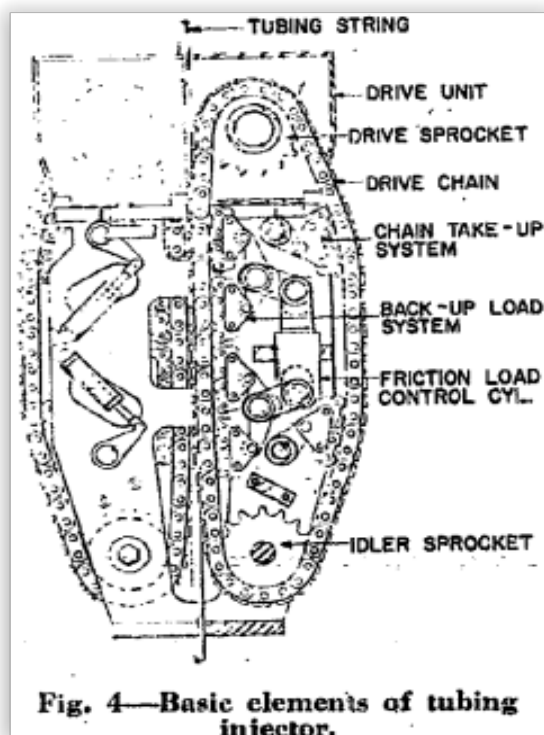 TUBING STRING
DRIVE UNIT
DRIVE SPROCKET
DRIVE CHAIN
CHAIN TAKE-UP
SYSTEM
BACK-UP LOAD
SYSTEM
FRICTION LOAD
CONTROL CYL.
IDLER SPROCKET
Fig. 4—Basic elements of tubing
injector.